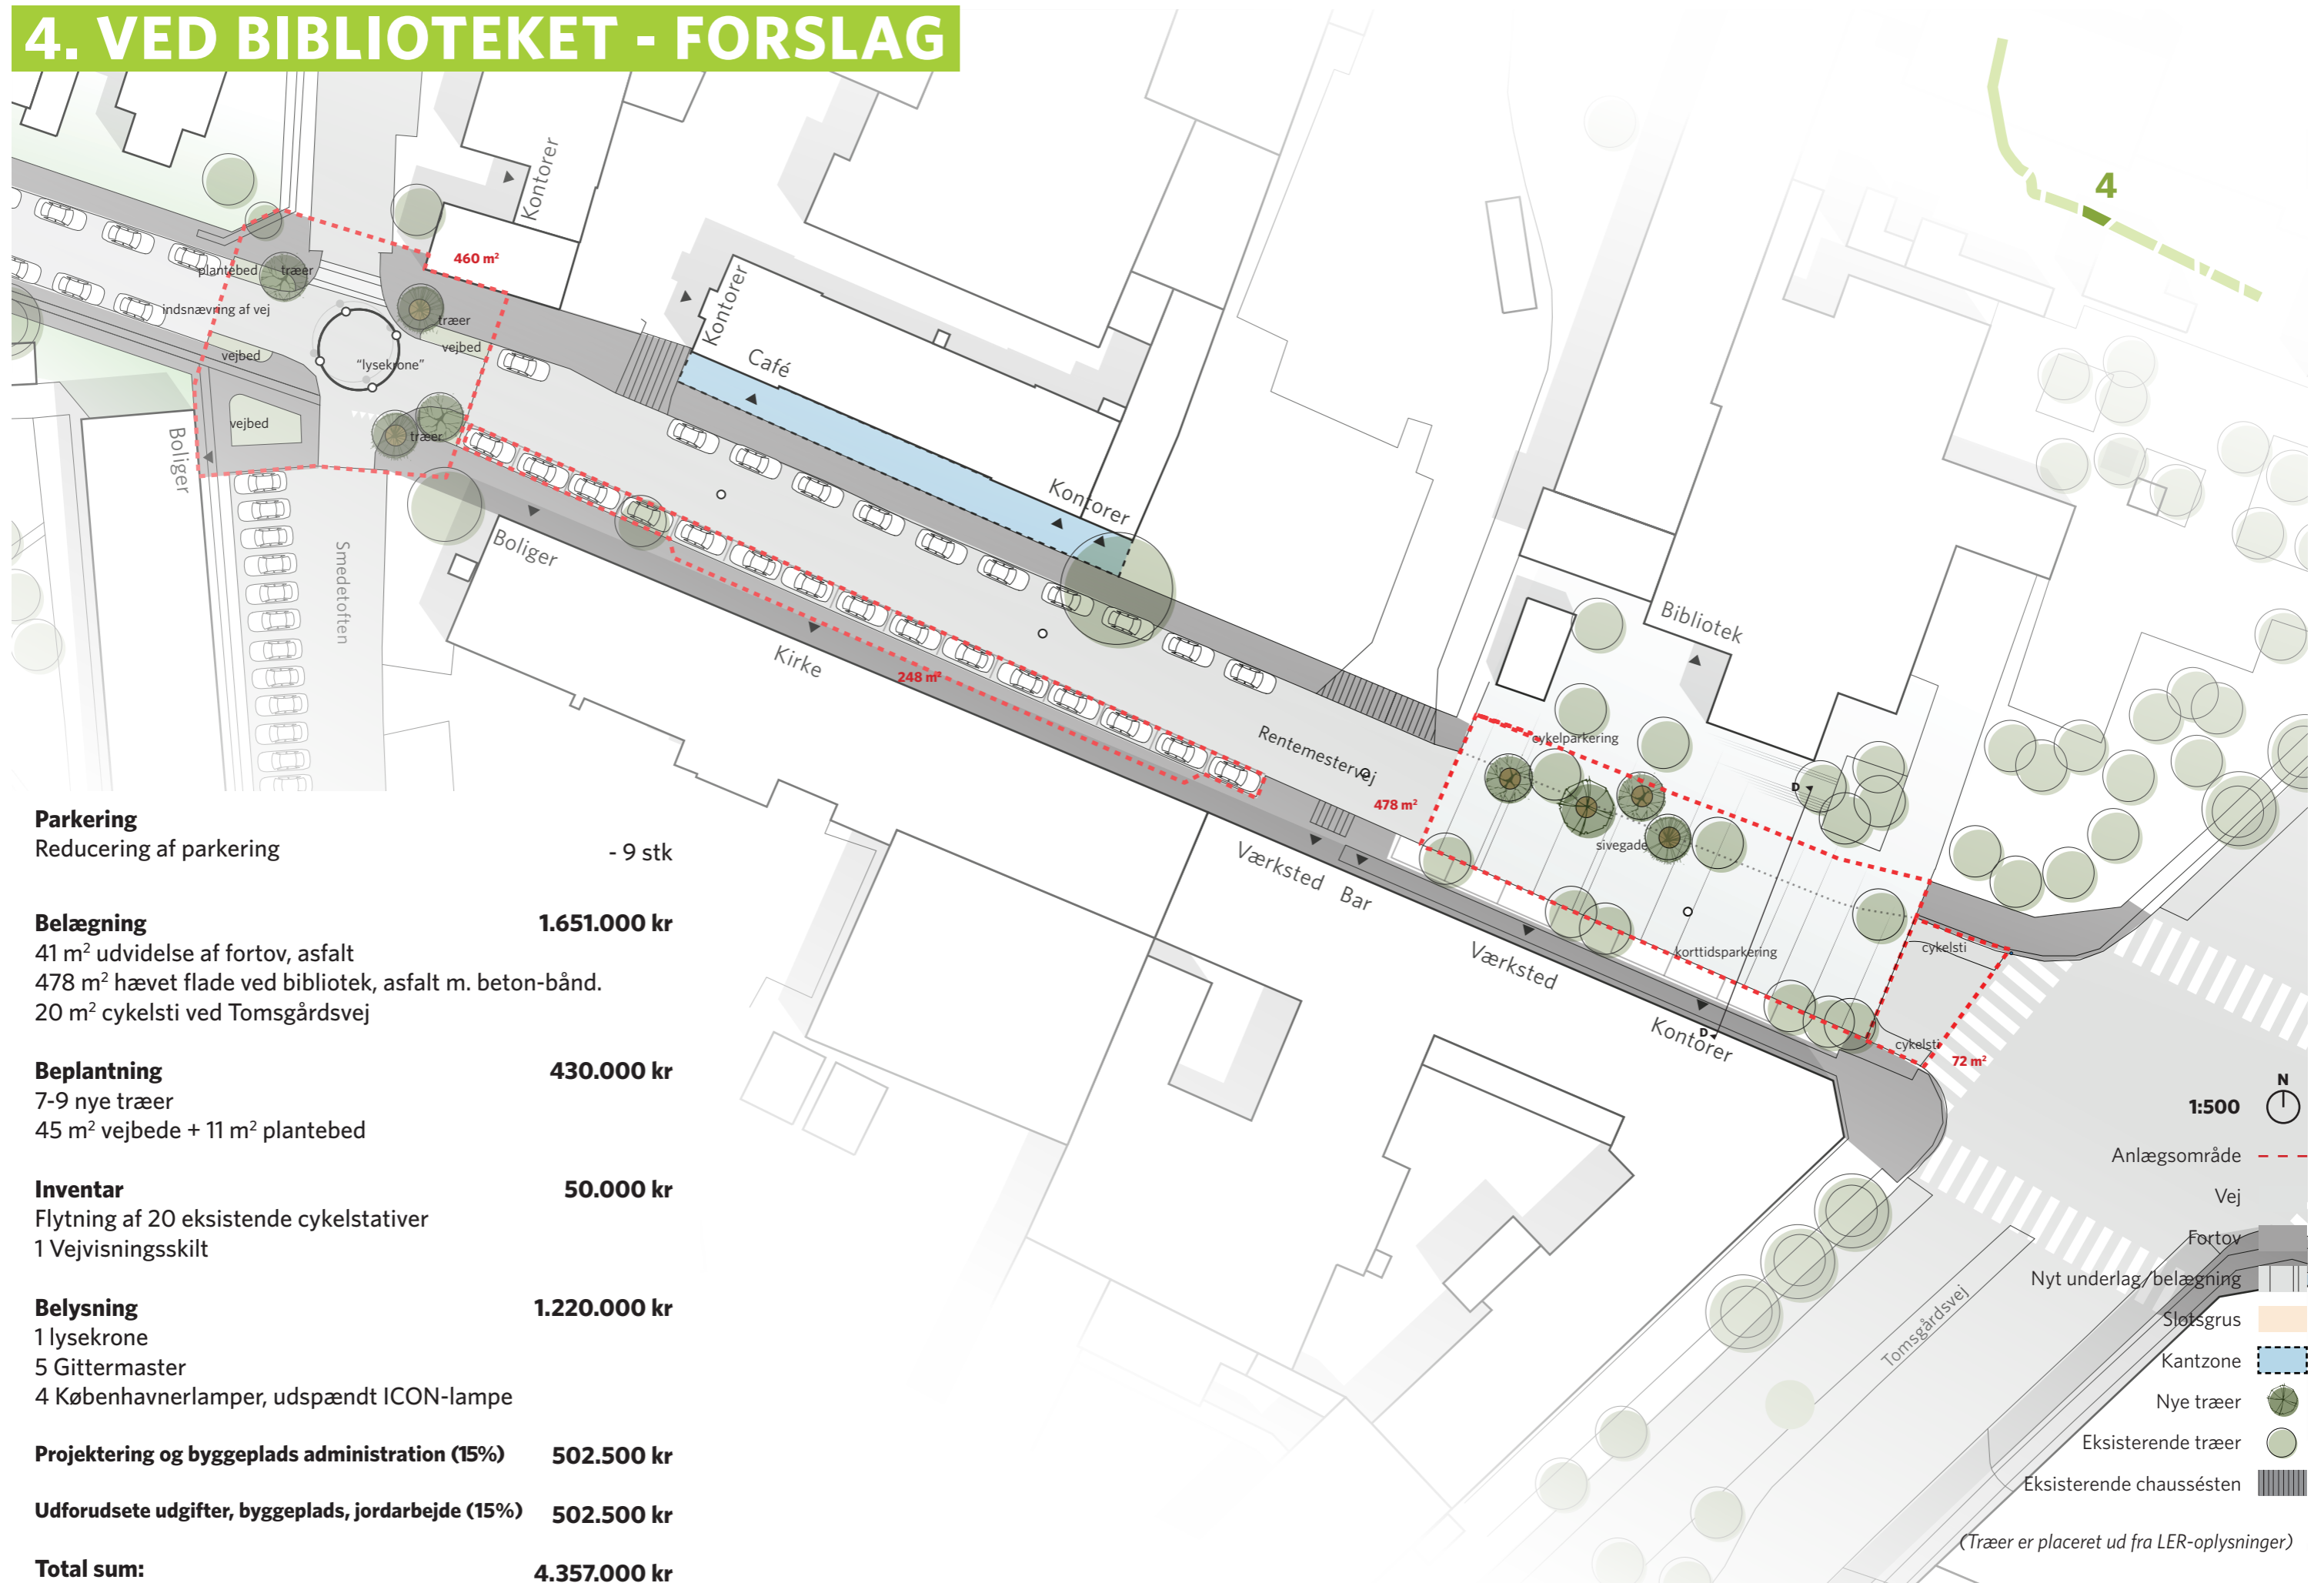 4. VED BIBLIOTEKET - FORSLAG
4
Kontorer
460 m²
plantebed
træer
indsnævring af vej
træer
vejbed
vejbed
"lysekrone"
vejbed
træer
Boliger
Smedetoften
Kontorer
Café
Kontorer
Boliger
Kirke
248 m²
Rentemestervej
478 m²
Bibliotek
cykelparkering
sivegade
D
korttidsparkering
cykelsti
cykelsti
72 m²
Værksted
Bar
Værksted
D
Kontorer
Tomsgårdsvej
Parkering
Reducering af parkering - 9 stk
Belægning 1.651.000 kr
41 m² udvidelse af fortov, asfalt
478 m² hævet flade ved bibliotek, asfalt m. beton-bånd.
20 m² cykelsti ved Tomsgårdsvej
Beplantning 430.000 kr
7-9 nye træer
45 m² vejbede + 11 m² plantebed
Inventar 50.000 kr
Flytning af 20 eksistende cykelstativer
1 Vejvisningsskilt
Belysning 1.220.000 kr
1 lysekrone
5 Gittermaster
4 Københavnerlamper, udspændt ICON-lampe
Projektering og byggeplads administration (15%) 502.500 kr
Udforudsete udgifter, byggeplads, jordarbejde (15%) 502.500 kr
Total sum: 4.357.000 kr
N
1:500
Anlægsområde
Vej
Fortov
Nyt underlag/belægning
Slotsgrus
Kantzone
Nye træer
Eksisterende træer
Eksisterende chaussésten
(Træer er placeret ud fra LER-oplysninger)